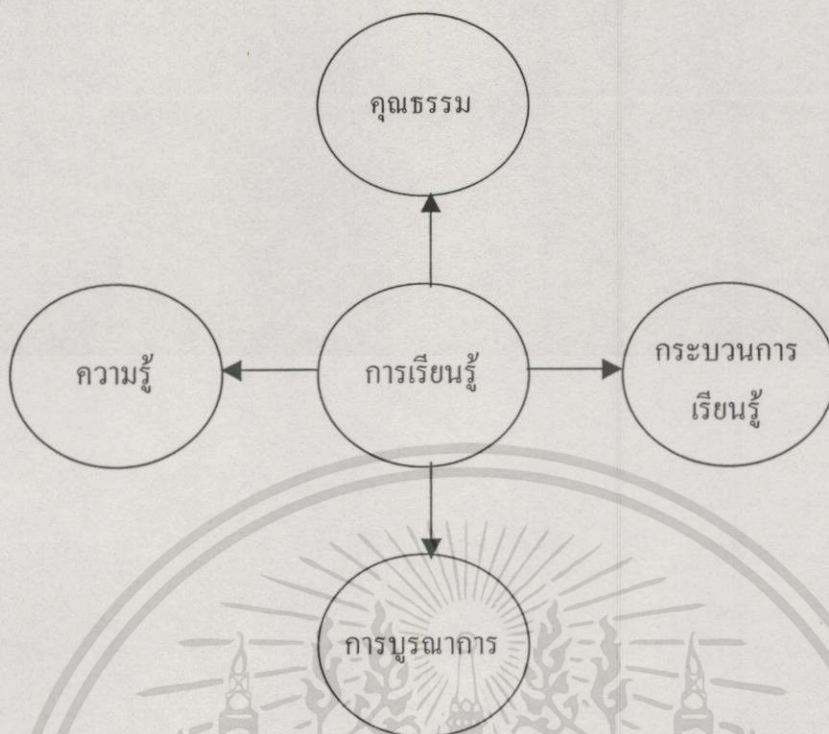 คุณธรรม
ความรู้
การเรียนรู้
กระบวนการ
เรียนรู้
การบูรณาการ